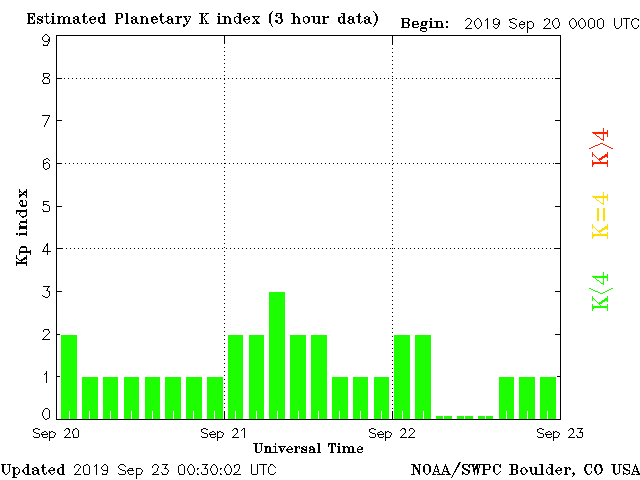 Estimated Planetary K index (3 hour data)
Begin: 2019 Sep 20 0000 UTC
9
8
7
6
5
4
3
2
1
0
Kp index
K>4
K=4
K<4
Sep 20
Sep 21
Sep 22
Sep 23
Universal Time
Updated 2019 Sep 23 00:30:02 UTC
NOAA/SWPC Boulder, CO USA